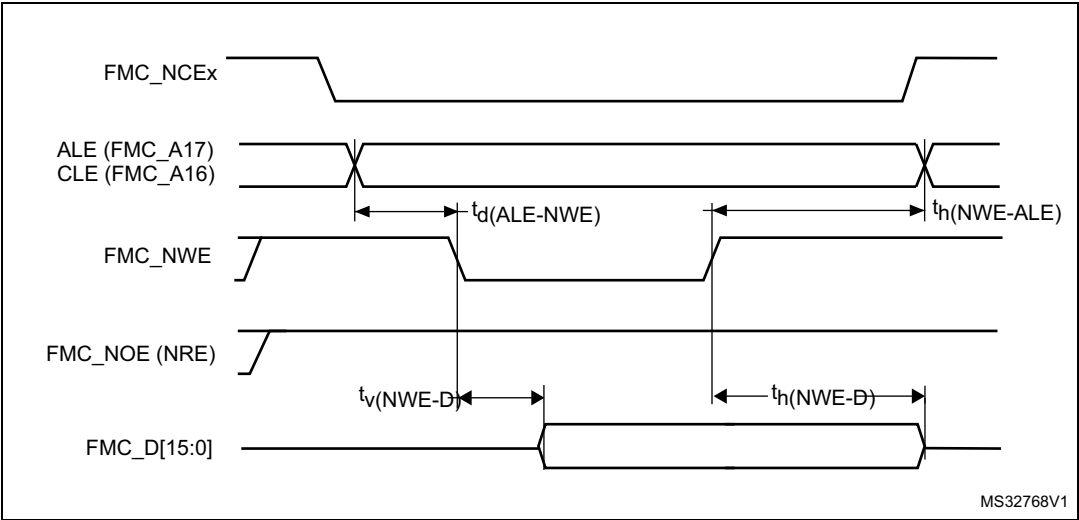 FMC_NCEx
ALE (FMC_A17)
CLE (FMC_A16)
td(ALE-NWE)
th(NWE-ALE)
FMC_NWE
FMC_NOE (NRE)
tv(NWE-D)
th(NWE-D)
FMC_D[15:0]
MS32768V1